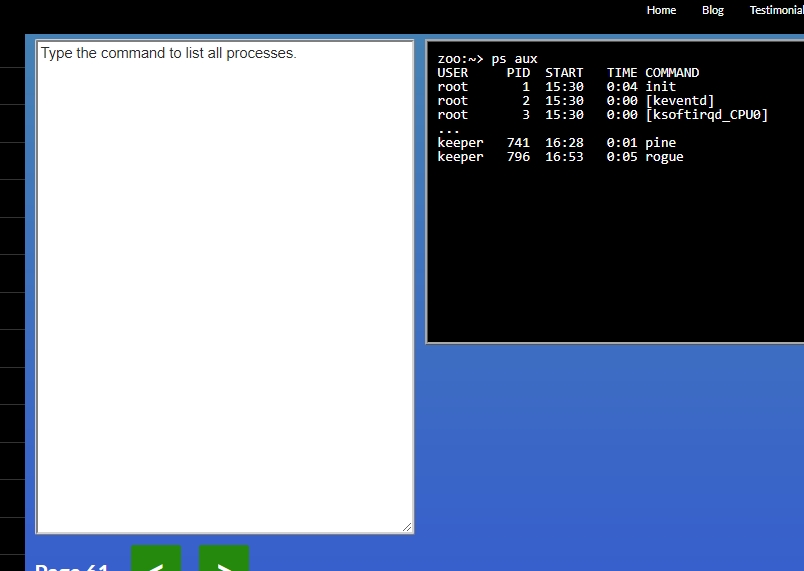 Home Blog Testimonial
Type the command to list all processes.
zoo:~> ps aux
USER PID START TIME COMMAND
root 1 15:30 0:04 init
root 2 15:30 0:00 [keventd]
root 3 15:30 0:00 [ksoftirqd_CPU0]
...
keeper 741 16:28 0:01 pine
keeper 796 16:53 0:05 rogue
Page 61 < >